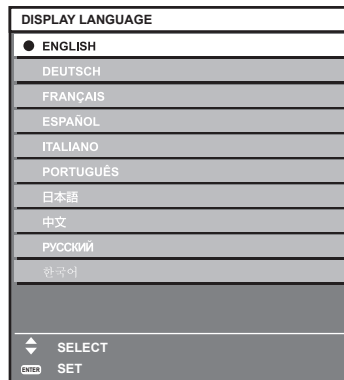 DISPLAY LANGUAGE
ENGLISH
DEUTSCH
FRANÇAIS
ESPAÑOL
ITALIANO
PORTUGUÊS
日本語
中文
РУССКИЙ
한국어
SELECT
ENTER SET